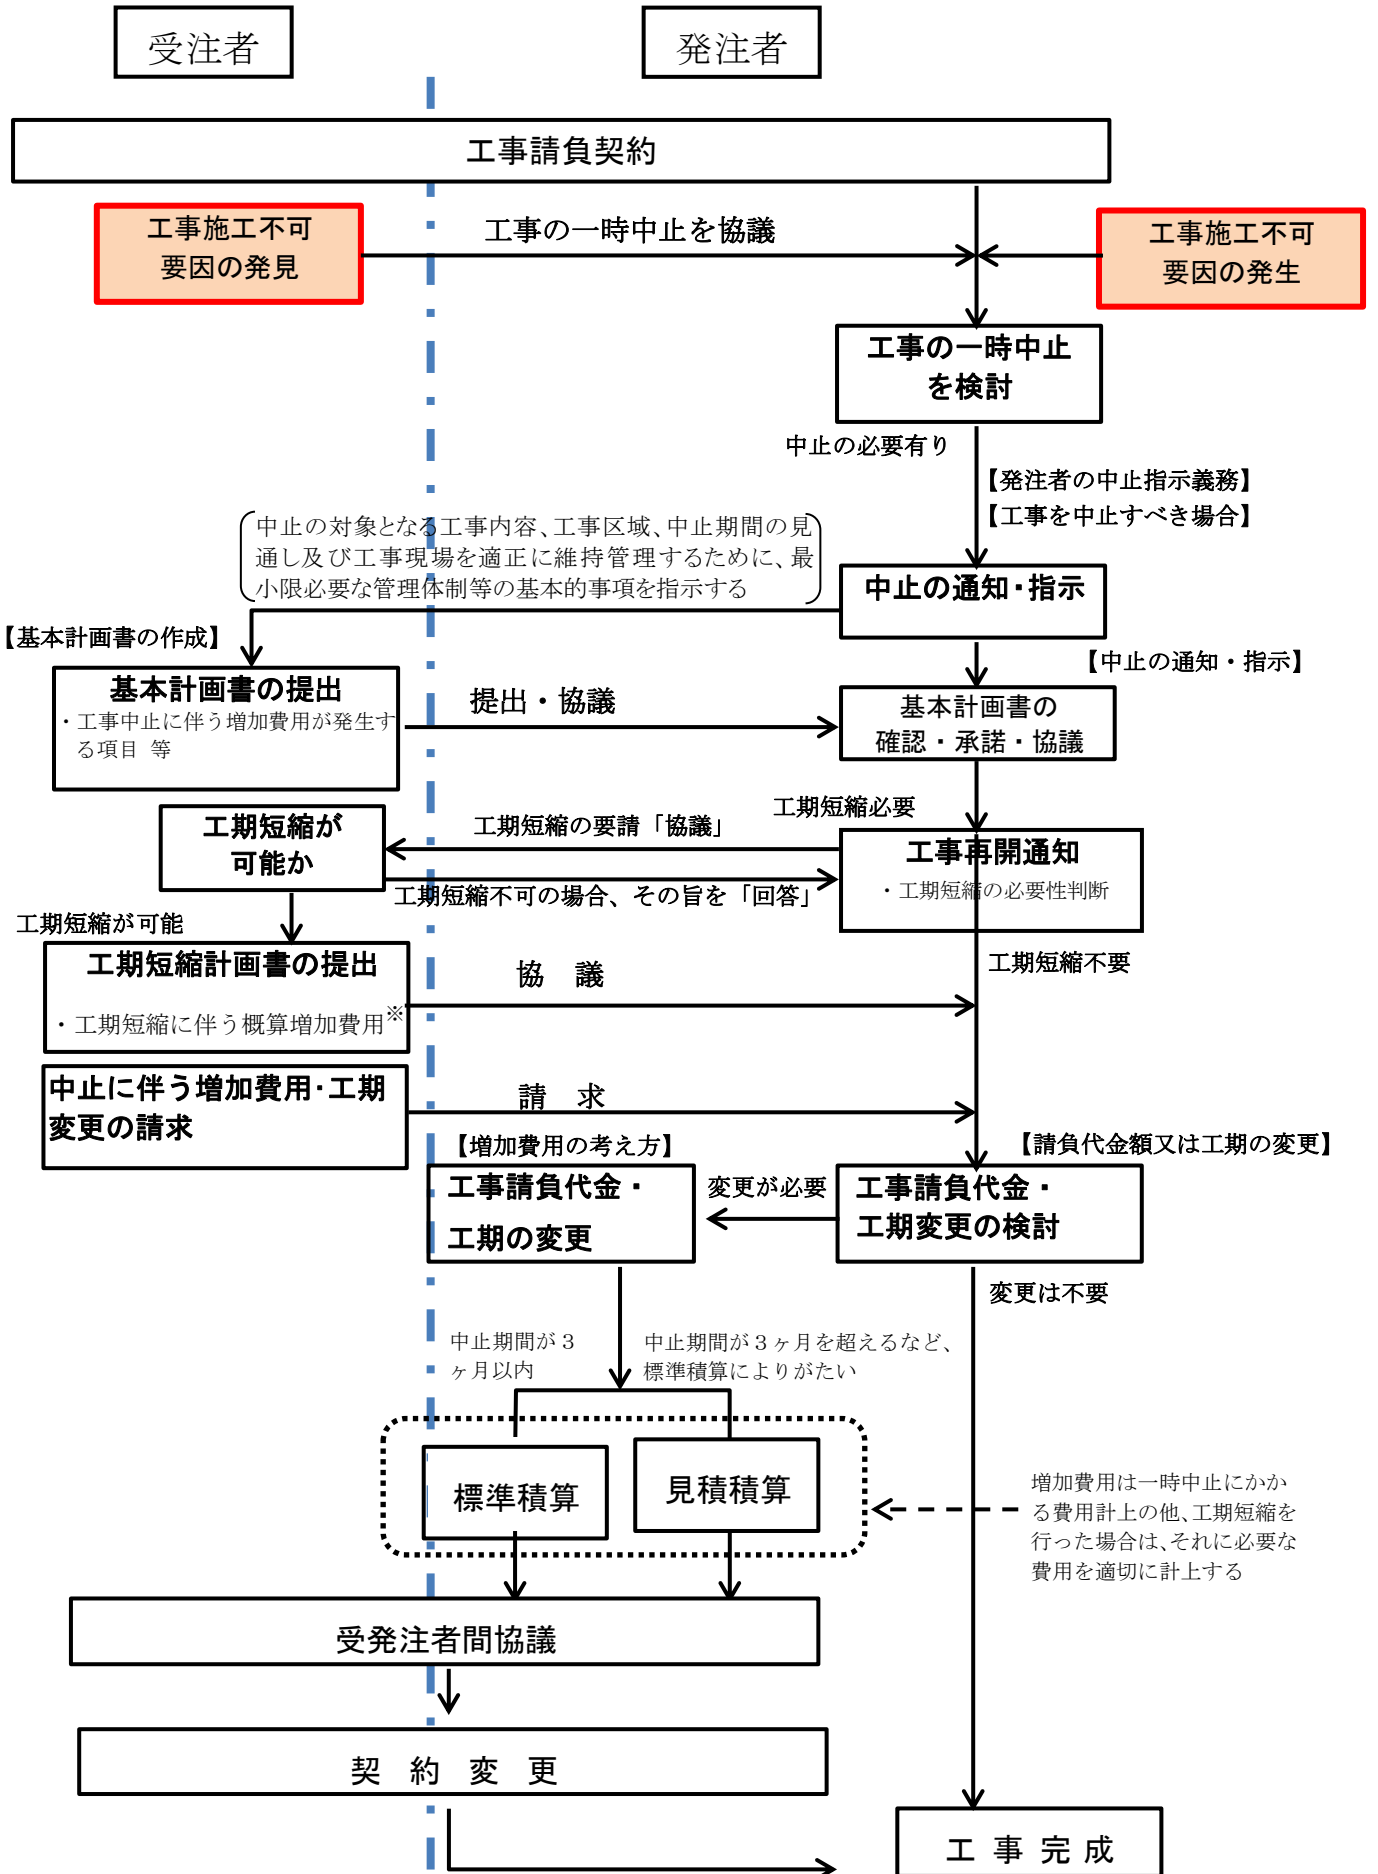 受注者
発注者
工事請負契約
工事施工不可
要因の発見
工事の一時中止を協議
工事施工不可
要因の発生
工事の一時中止
を検討
中止の必要有り
【発注者の中止指示義務】
【工事を中止すべき場合】
中止の対象となる工事内容、工事区域、中止期間の見
通し及び工事現場を適正に維持管理するために、最
小限必要な管理体制等の基本的事項を指示する
中止の通知・指示
【基本計画書の作成】
【中止の通知・指示】
基本計画書の提出
・工事中止に伴う増加費用が発生す
る項目 等
提出・協議
基本計画書の
確認・承諾・協議
工期短縮必要
工期短縮が
可能か
工期短縮の要請「協議」
工事再開通知
・工期短縮の必要性判断
工期短縮不可の場合、その旨を「回答」
工期短縮が可能
工期短縮計画書の提出
・工期短縮に伴う概算増加費用※
協 議
工期短縮不要
中止に伴う増加費用・工期
変更の請求
請 求
【増加費用の考え方】
【請負代金額又は工期の変更】
工事請負代金・
工期の変更
変更が必要
工事請負代金・
工期変更の検討
変更は不要
中止期間が３
ヶ月以内
中止期間が３ヶ月を超えるなど、
標準積算によりがたい
標準積算
見積積算
増加費用は一時中止にかか
る費用計上の他、工期短縮を
行った場合は、それに必要な
費用を適切に計上する
受発注者間協議
契 約 変 更
工 事 完 成